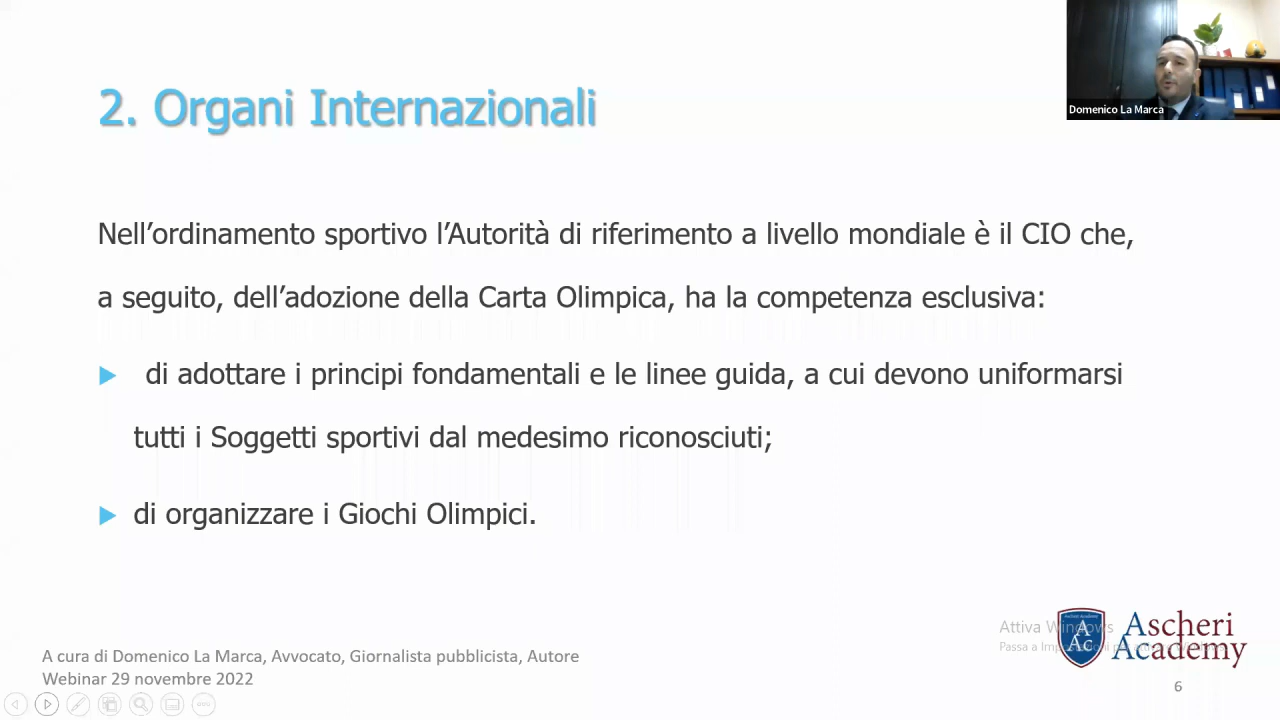 2. Organi Internazionali
Domenico La Marca
Nell’ordinamento sportivo l’Autorità di riferimento a livello mondiale è il CIO che,
a seguito, dell’adozione della Carta Olimpica, ha la competenza esclusiva:
di adottare i principi fondamentali e le linee guida, a cui devono uniformarsi
tutti i Soggetti sportivi dal medesimo riconosciuti;
di organizzare i Giochi Olimpici.
Attiva Windows
Passa a
A
Ac
Ascheri
Academy
A cura di Domenico La Marca, Avvocato, Giornalista pubblicista, Autore
Webinar 29 novembre 2022
6